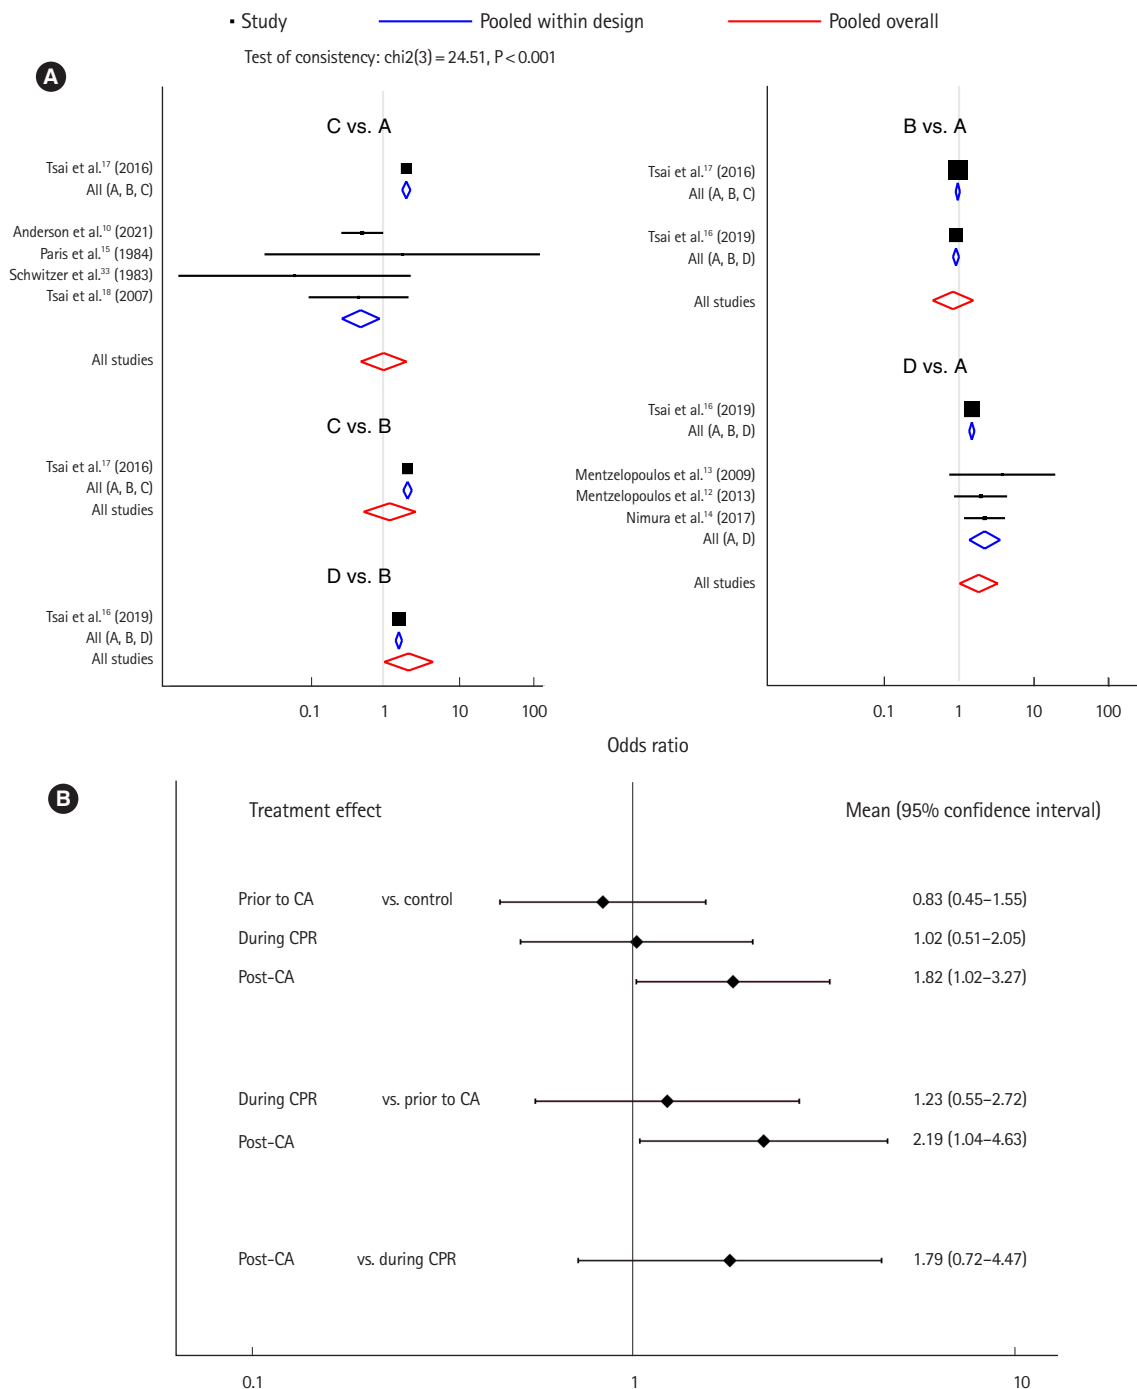 Study
Pooled within design
Pooled overall
Test of consistency: chi2(3) = 24.51, P < 0.001
A
C vs. A
Tsai et al.17 (2016)
All (A, B, C)
Anderson et al.10 (2021)
Paris et al.15 (1984)
Schwitzer et al.33 (1983)
Tsai et al.18 (2007)
All studies
C vs. B
Tsai et al.17 (2016)
All (A, B, C)
All studies
D vs. B
Tsai et al.16 (2019)
All (A, B, D)
All studies
0.1 1 10 100
B vs. A
Tsai et al.17 (2016)
All (A, B, C)
Tsai et al.16 (2019)
All (A, B, D)
All studies
D vs. A
Tsai et al.16 (2019)
All (A, B, D)
Mentzelopoulos et al.13 (2009)
Mentzelopoulos et al.12 (2013)
Nimura et al.14 (2017)
All (A, D)
All studies
0.1 1 10 100
Odds ratio
B
Treatment effect Mean (95% confidence interval)
Prior to CA vs. control 0.83 (0.45–1.55)
During CPR 1.02 (0.51–2.05)
Post-CA 1.82 (1.02–3.27)
During CPR vs. prior to CA 1.23 (0.55–2.72)
Post-CA 2.19 (1.04–4.63)
Post-CA vs. during CPR 1.79 (0.72–4.47)
0.1 1 10